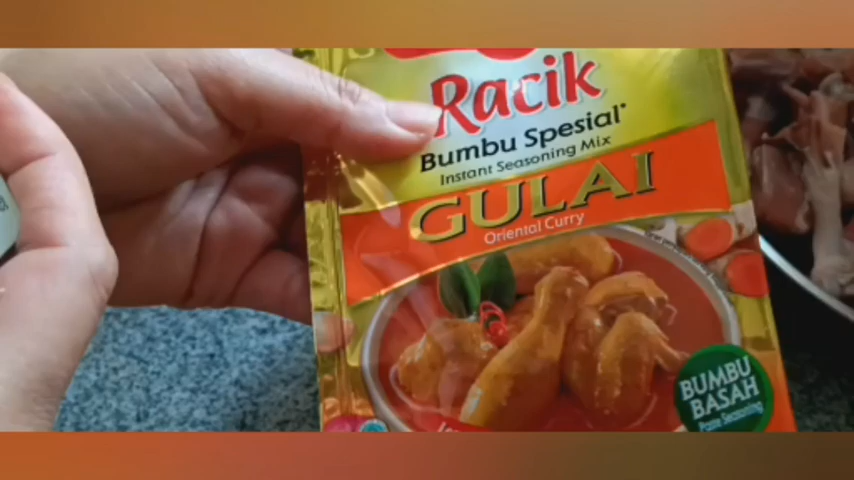 Racik
Bumbu Spesial*
Instant Seasoning Mix
GULAI
Oriental Curry
BUMBU
BASAH
Paste Seasoning